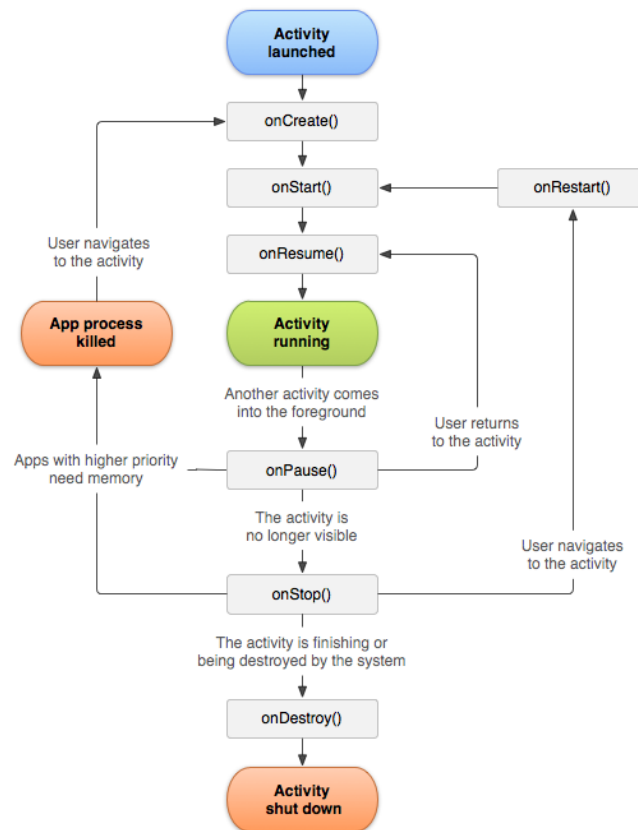 Activity
launched
onCreate()
onStart()
onRestart()
User navigates
to the activity
onResume()
App process
killed
Activity
running
Another activity comes
into the foreground
User returns
to the activity
Apps with higher priority
need memory
onPause()
The activity is
no longer visible
User navigates
to the activity
onStop()
The activity is finishing or
being destroyed by the system
onDestroy()
Activity
shut down